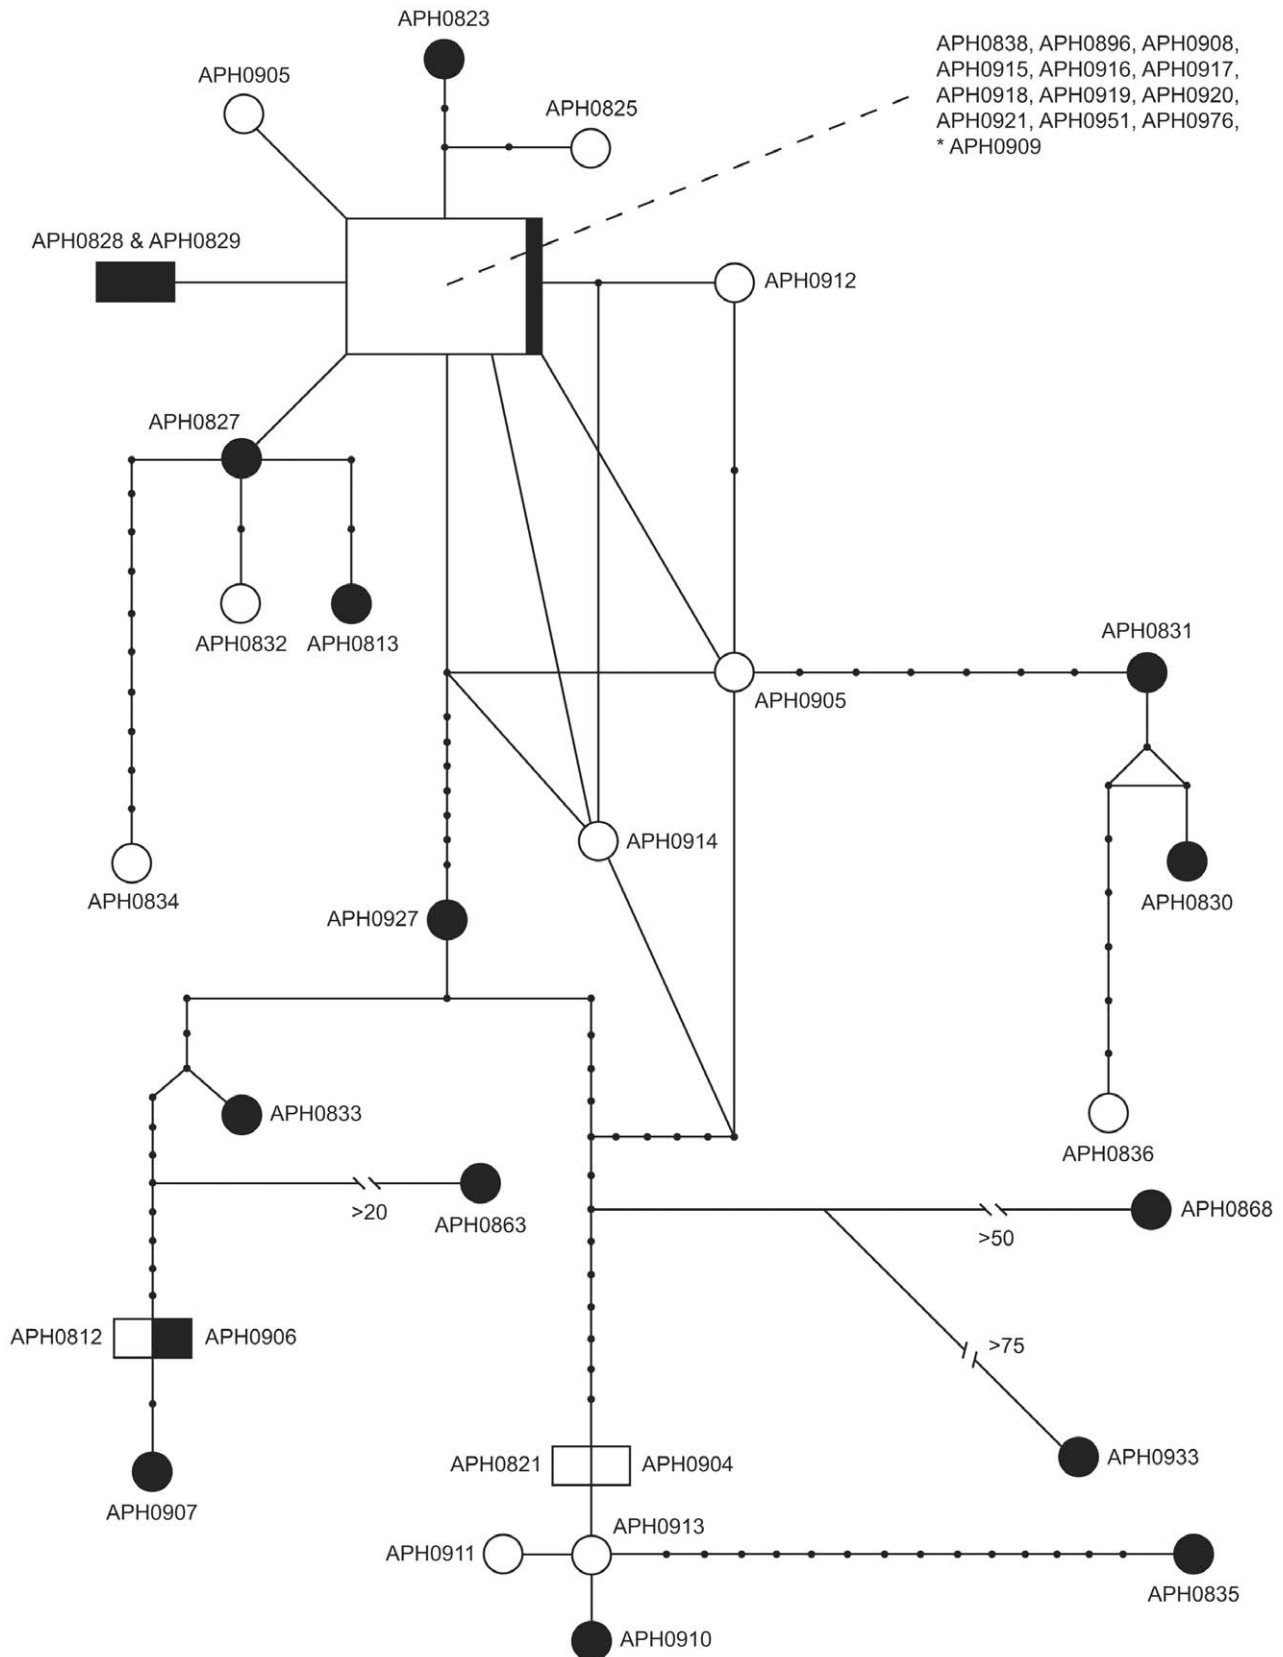 APH0823
APH0838, APH0896, APH0908,
APH0915, APH0916, APH0917,
APH0918, APH0919, APH0920,
APH0921, APH0951, APH0976,
* APH0909
APH0905
APH0825
APH0828 & APH0829
APH0912
APH0827
APH0832
APH0813
APH0831
APH0905
APH0914
APH0834
APH0830
APH0927
APH0833
APH0836
>20
APH0863
APH0868
>50
APH0812
APH0906
>75
APH0821
APH0904
APH0933
APH0907
APH0913
APH0911
APH0835
APH0910